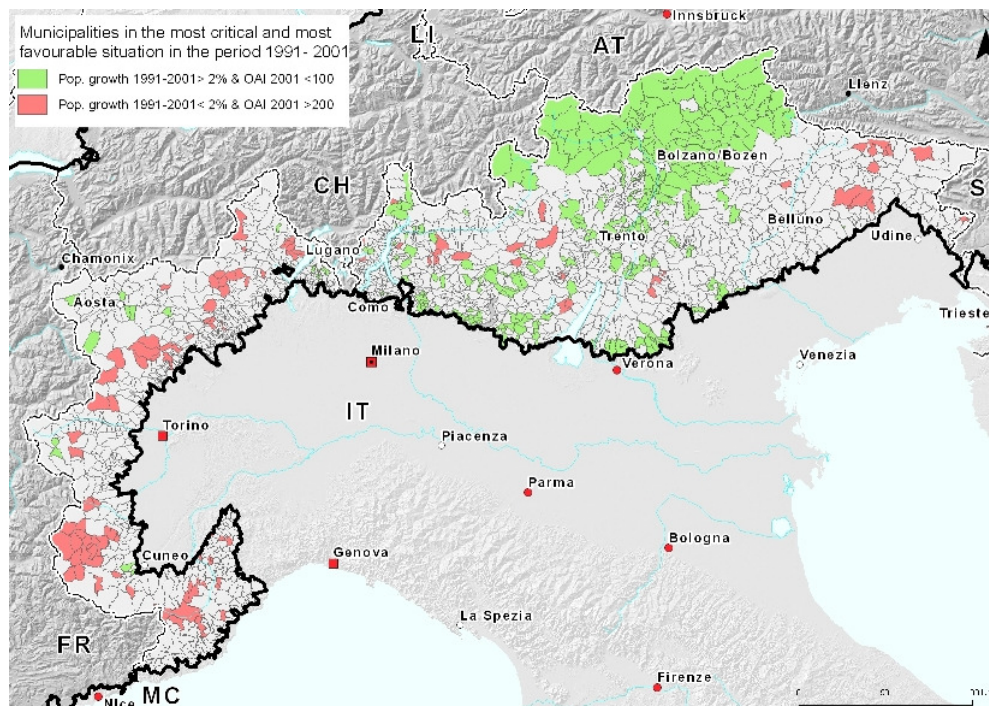 Municipalities in the most critical and most
favourable situation in the period 1991- 2001
Pop. growth 1991-2001> 2% & OAI 2001 <100
Pop. growth 1991-2001< 2% & OAI 2001 >200
Innsbruck
LI
AT
Llenz
Bolzano/Bozen
CH
S
Belluno
Trento
Lugano
Udine
Chamonix
Aosta
Como
Trieste
Milano
Venezia
Verona
IT
Torino
Piacenza
Parma
Bologna
Cuneo
Genova
La Spezia
FR
Firenze
MC
Nice
0